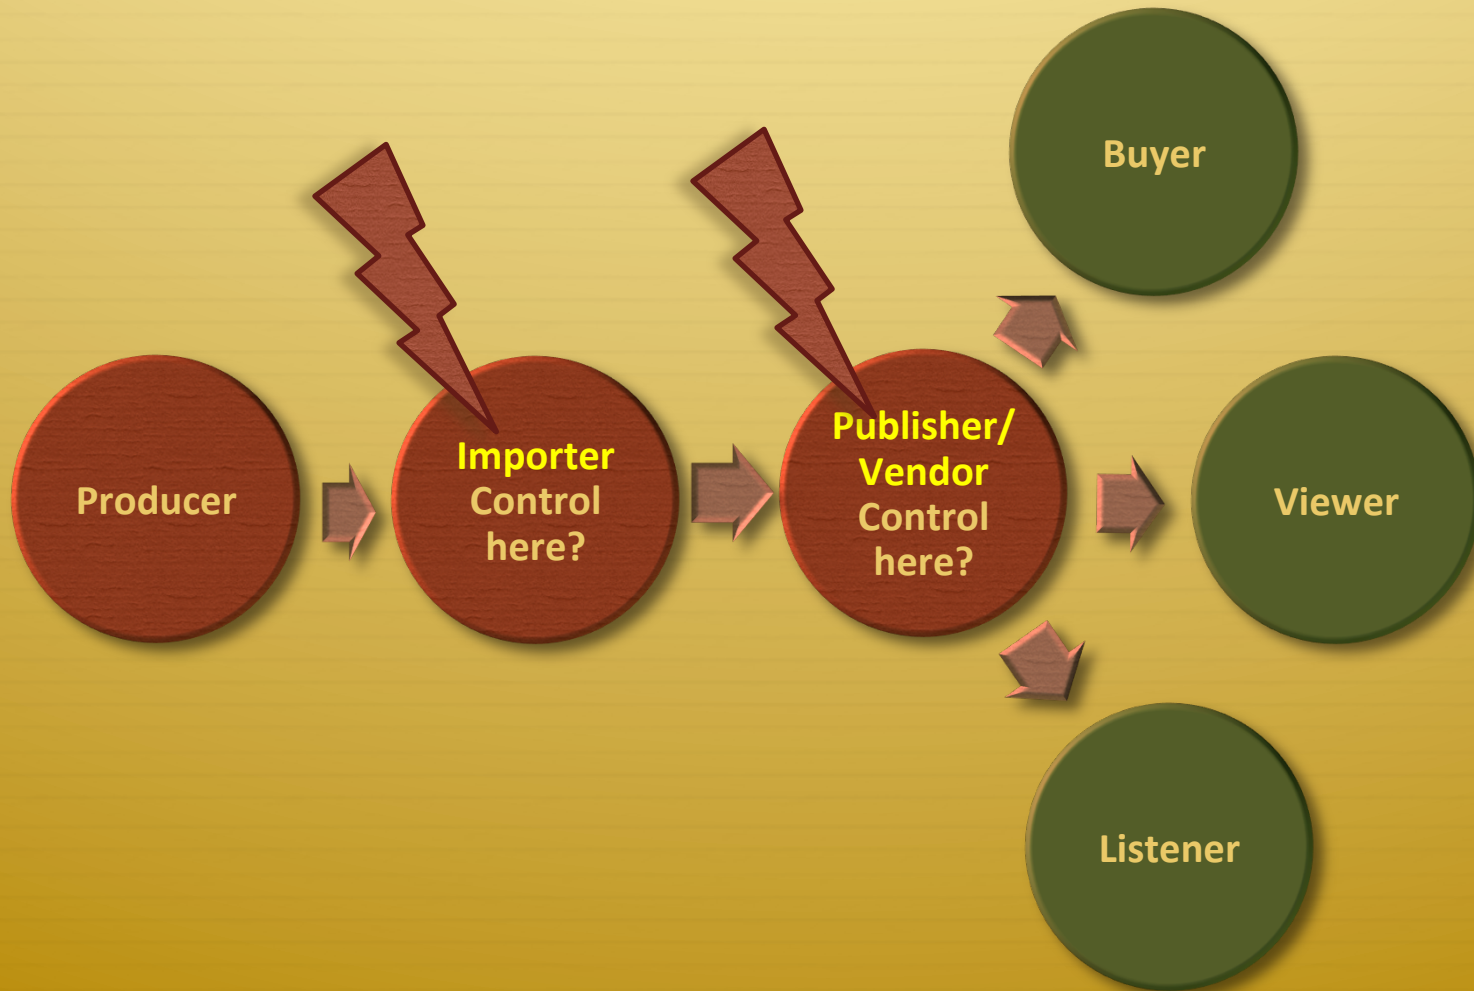 Producer
Importer
Control
here?
Publisher/
Vendor
Control
here?
Buyer
Viewer
Listener